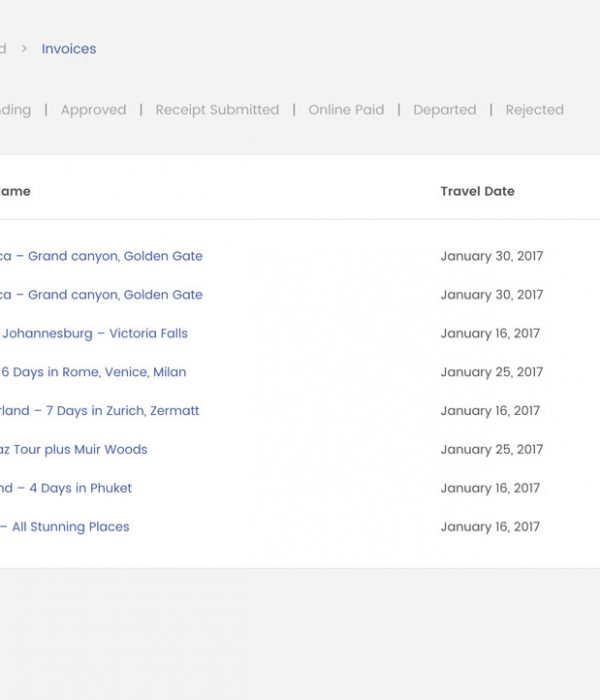 d > Invoices
nding | Approved | Receipt Submitted | Online Paid | Departed | Rejected
ame Travel Date
ca – Grand canyon, Golden Gate January 30, 2017
ca – Grand canyon, Golden Gate January 30, 2017
Johannesburg – Victoria Falls January 16, 2017
6 Days in Rome, Venice, Milan January 25, 2017
rland – 7 Days in Zurich, Zermatt January 16, 2017
az Tour plus Muir Woods January 25, 2017
nd – 4 Days in Phuket January 16, 2017
– All Stunning Places January 16, 2017